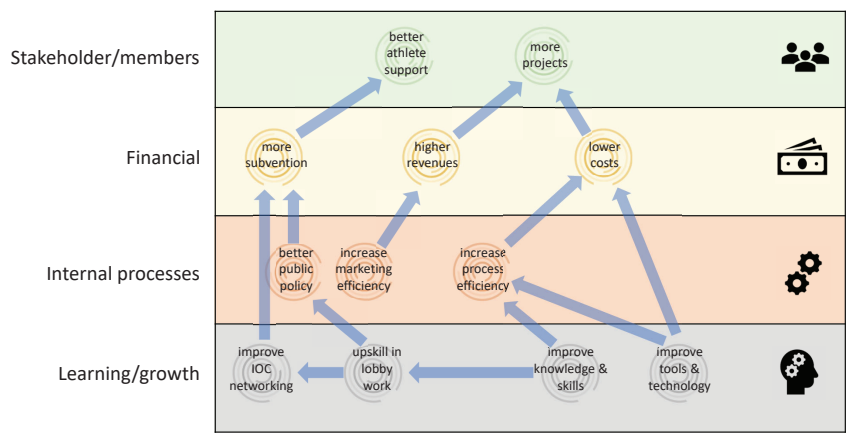 Stakeholder/members
better
athlete
support
more
projects
Financial
more
subvention
higher
revenues
lower
costs
Internal processes
better
public
policy
increase
marketing
efficiency
increase
process
efficiency
Learning/growth
improve
IOC
networking
upskill in
lobby
work
improve
knowledge &
skills
improve
tools &
technology